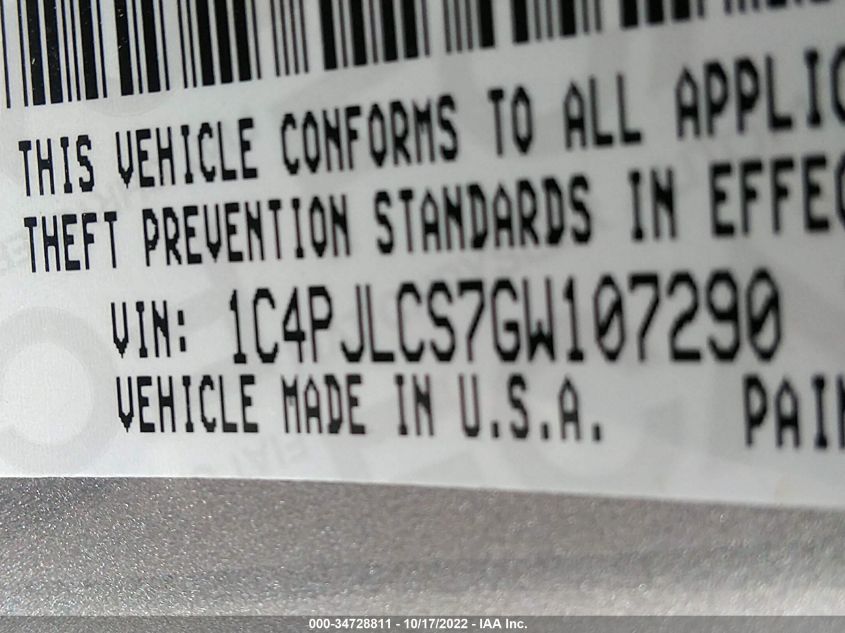 THIS VEHICLE CONFORMS TO ALL APPLIC
THEFT PREVENTION STANDARDS IN EFFEC
VIN: 1C4PJLCS7GW107290
VEHICLE MADE IN U.S.A. PAIN
000-34728811 - 10/17/2022 - IAA Inc.